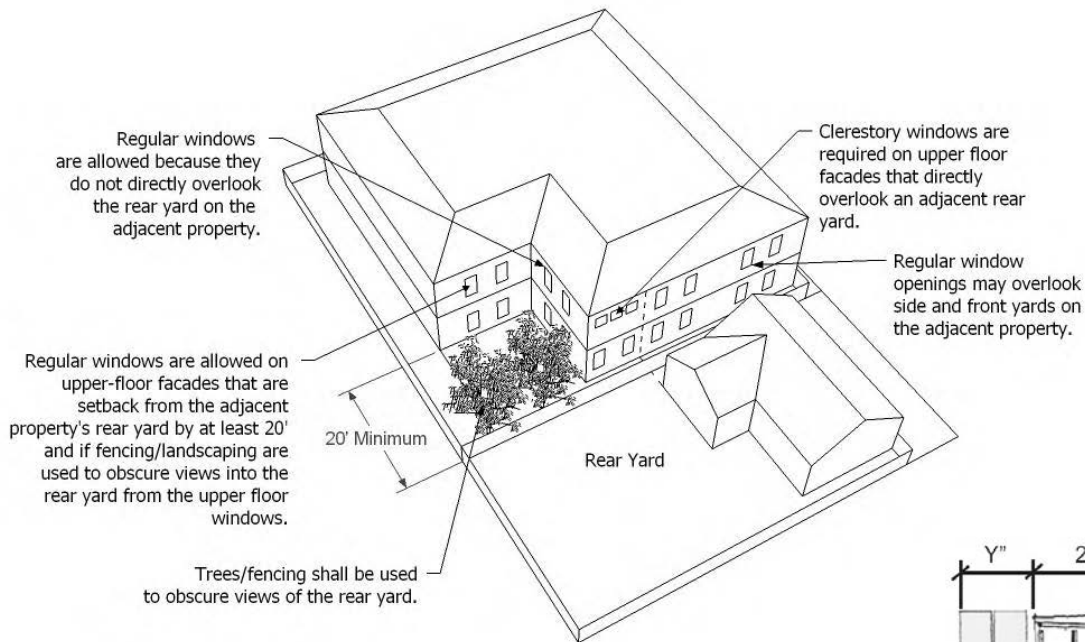 Regular windows
are allowed because they
do not directly overlook
the rear yard on the
adjacent property.
Clerestory windows are
required on upper floor
facades that directly
overlook an adjacent rear
yard.
Regular window
openings may overlook
side and front yards on
the adjacent property.
Regular windows are allowed on
upper-floor facades that are
setback from the adjacent
property's rear yard by at least 20'
and if fencing/landscaping are
used to obscure views into the
rear yard from the upper floor
windows.
20' Minimum
Rear Yard
Trees/fencing shall be used
to obscure views of the rear yard.
Y"
2